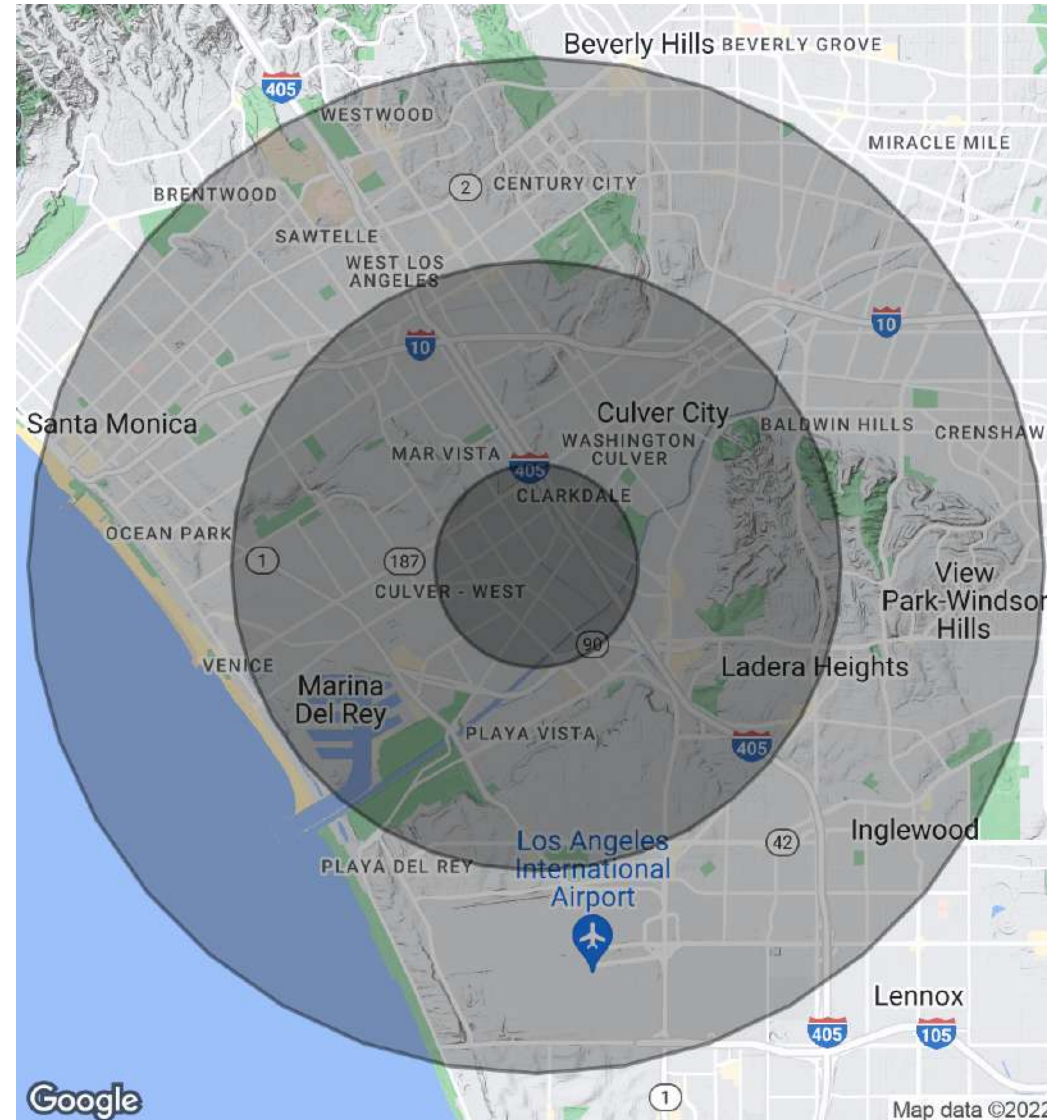 Beverly Hills
BEVERLY GROVE
405
WESTWOOD
MIRACLE MILE
2
CENTURY CITY
BRENTWOOD
SAWTELLE
WEST LOS
ANGELES
10
10
Santa Monica
Culver City
BALDWIN HILLS
CRENSHAW
MAR VISTA
WASHINGTON
CULVER
405
CLARKDALE
OCEAN PARK
1
187
CULVER - WEST
View
Park-Windsor
Hills
90
VENICE
Ladera Heights
Marina
Del Rey
PLAYA VISTA
405
Inglewood
42
Los Angeles
International
Airport
PLAYA DEL REY
Lennox
405
105
1
Google
Map data ©2022